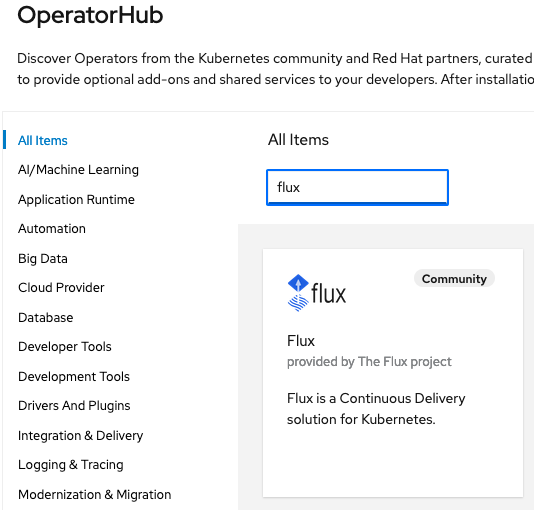 OperatorHub
Discover Operators from the Kubernetes community and Red Hat partners, curated
to provide optional add-ons and shared services to your developers. After installatio
All Items
AI/Machine Learning
Application Runtime
Automation
Big Data
Cloud Provider
Database
Developer Tools
Development Tools
Drivers And Plugins
Integration & Delivery
Logging & Tracing
Modernization & Migration
All Items
flux
Community
flux
Flux
provided by The Flux project
Flux is a Continuous Delivery
solution for Kubernetes.